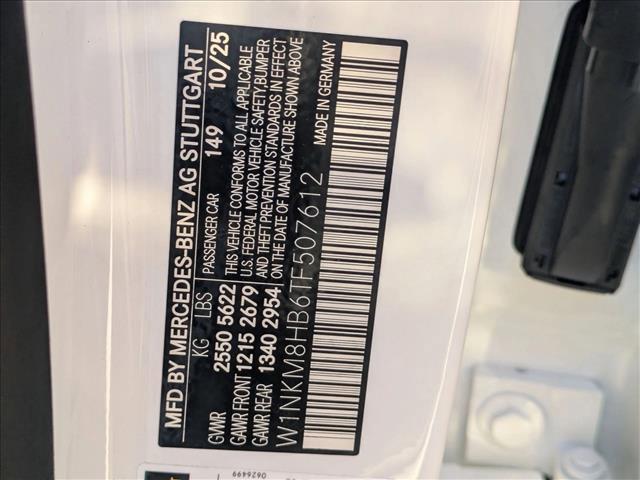 MFD BY MERCEDES-BENZ AG STUTTGART
KG LBS PASSENGER CAR 149 10/25
GVWR 2550 5622 THIS VEHICLE CONFORMS TO ALL APPLICABLE
GAWR FRONT 1215 2679 U.S. FEDERAL MOTOR VEHICLE SAFETY, BUMPER
GAWR REAR 1340 2954 AND THEFT PREVENTION STANDARDS IN EFFECT
ON THE DATE OF MANUFACTURE SHOWN ABOVE
W1NKM8HB6TF507612 MADE IN GERMANY
0626499